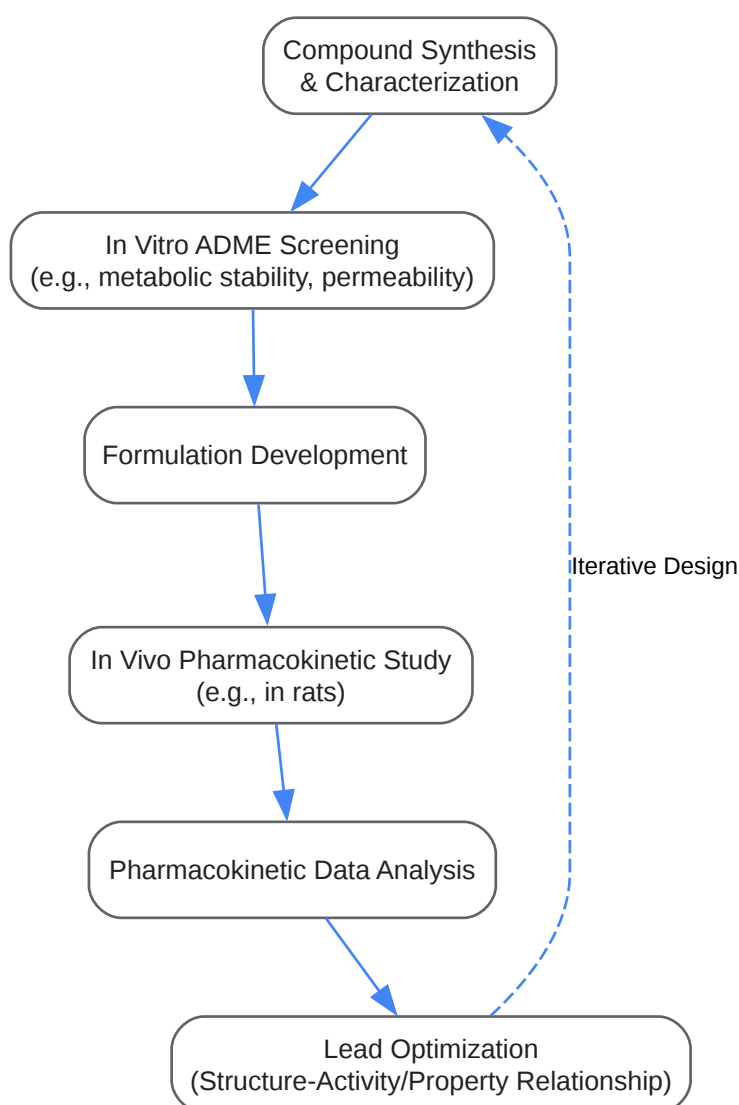 Compound Synthesis
& Characterization
In Vitro ADME Screening
(e.g., metabolic stability, permeability)
Formulation Development
Iterative Design
In Vivo Pharmacokinetic Study
(e.g., in rats)
Pharmacokinetic Data Analysis
Lead Optimization
(Structure-Activity/Property Relationship)